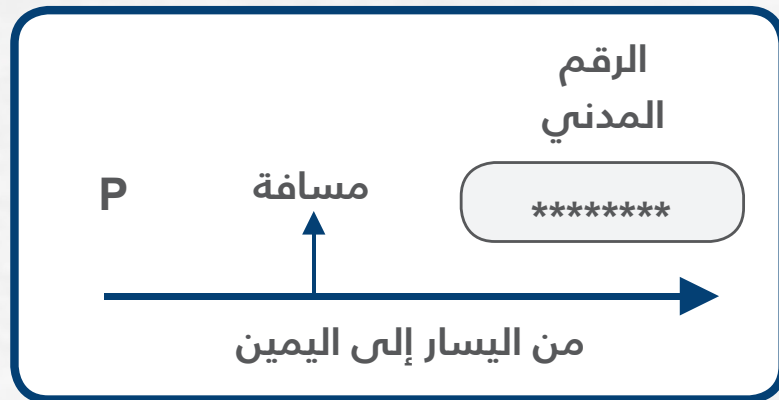 الرقم
المدني
P
مسافة
********
من اليسار إلى اليمين